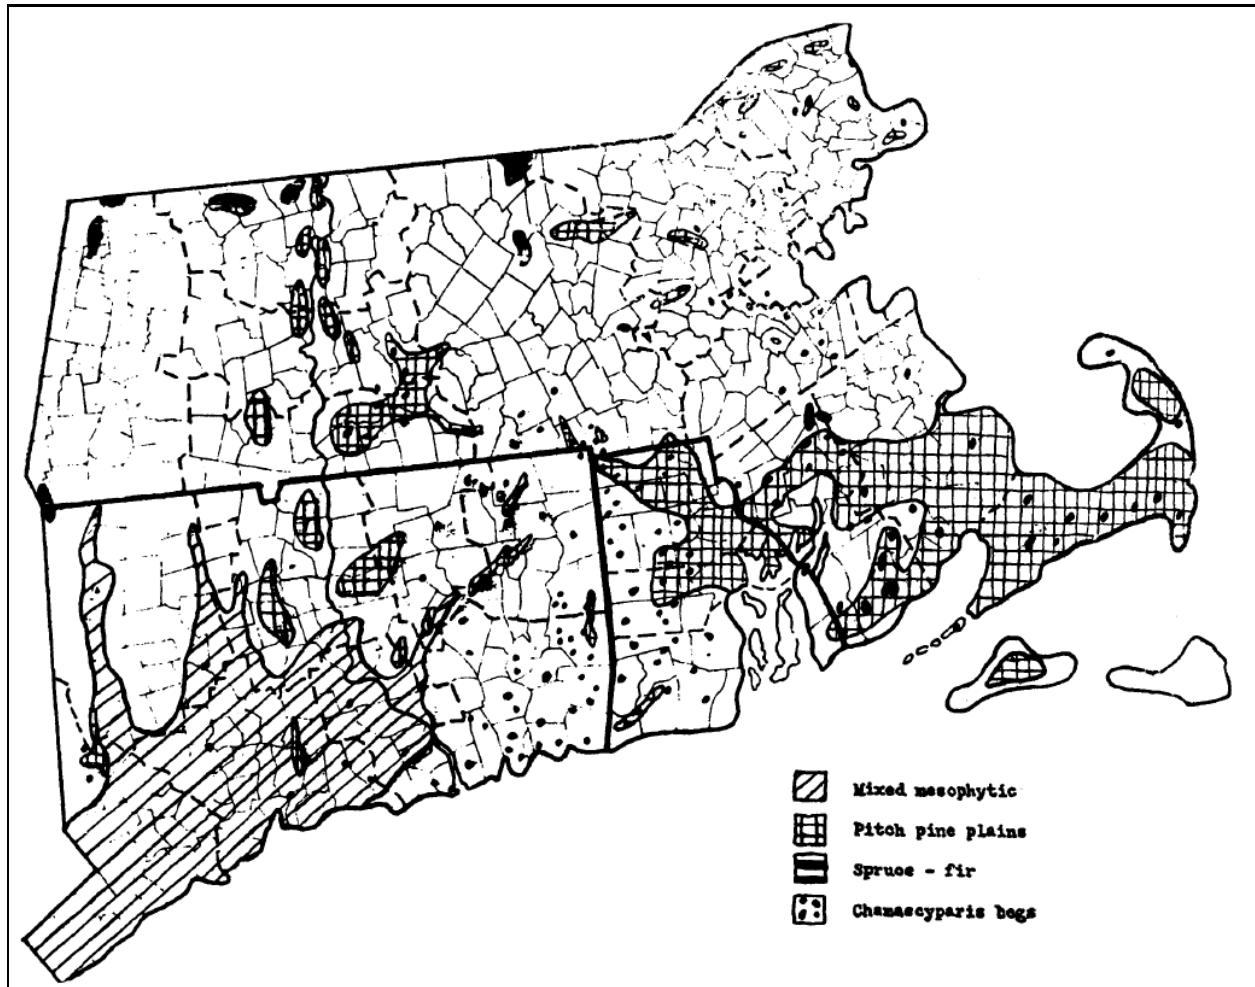 Mixed mesophytic
Pitch pine plains
Spruce - fir
Chamaecyparis bogs